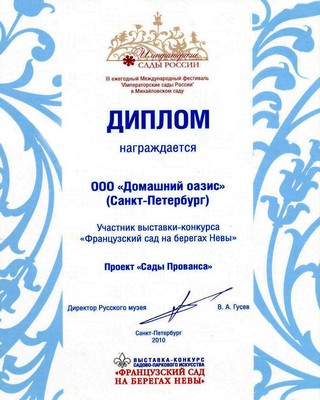 Императорские
САДЫ РОССИИ
III ежегодный Международный фестиваль
"Императорские сады России"
в Михайловском саду
ДИПЛОМ
награждается
ООО «Домашний оазис»
(Санкт-Петербург)
Участник выставки-конкурса
«Французский сад на берегах Невы»
Проект «Сады Прованса»
Директор Русского музея В. А. Гусев
Санкт-Петербург
2010
ВЫСТАВКА-КОНКУРС
САДОВО-ПАРКОВОГО ИСКУССТВА
«ФРАНЦУЗСКИЙ САД
НА БЕРЕГАХ НЕВЫ»